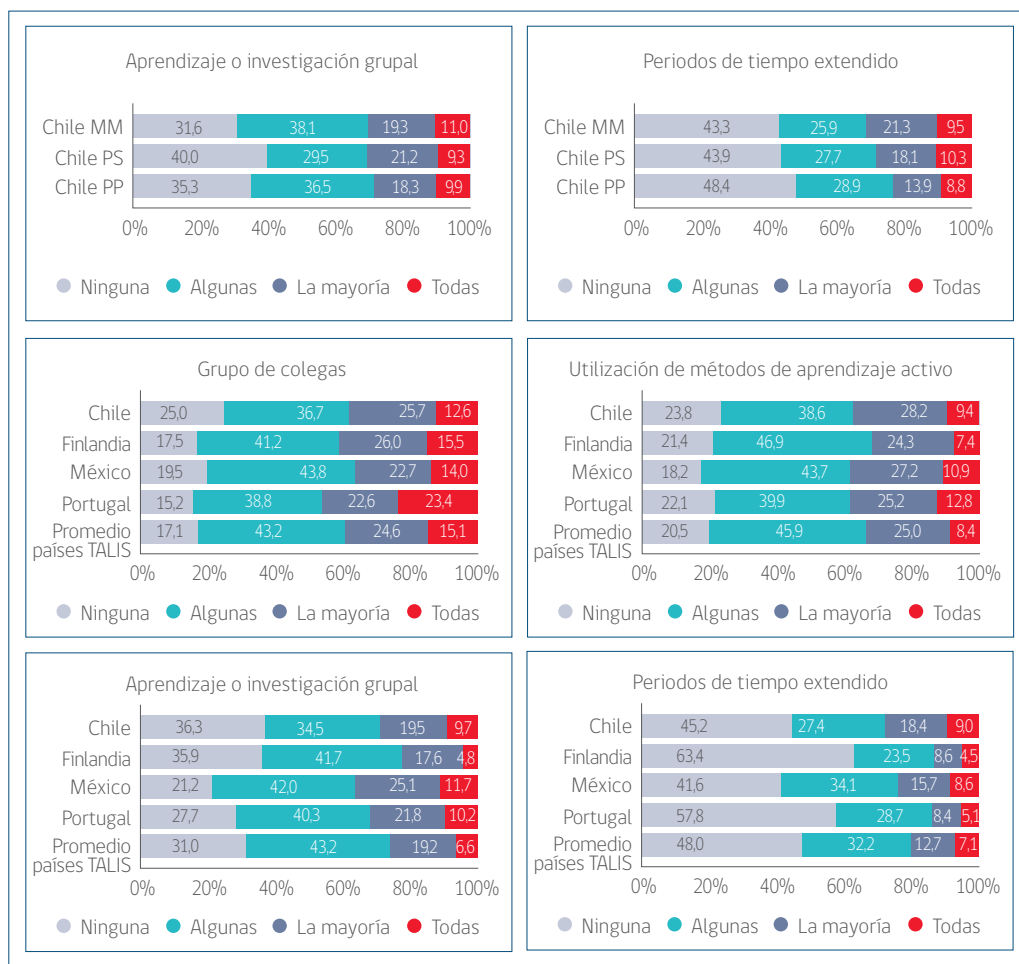 Aprendizaje o investigación grupal
Chile MM 31,6 38,1 19,3 11,0
Chile PS 40,0 29,5 21,2 9,3
Chile PP 35,3 36,5 18,3 9,9
0% 20% 40% 60% 80% 100%
Ninguna Algunas La mayoría Todas
Periodos de tiempo extendido
Chile MM 43,3 25,9 21,3 9,5
Chile PS 43,9 27,7 18,1 10,3
Chile PP 48,4 28,9 13,9 8,8
0% 20% 40% 60% 80% 100%
Ninguna Algunas La mayoría Todas
Grupo de colegas
Chile 25,0 36,7 25,7 12,6
Finlandia 17,5 41,2 26,0 15,5
México 19,5 43,8 22,7 14,0
Portugal 15,2 38,8 22,6 23,4
Promedio
países TALIS 17,1 43,2 24,6 15,1
0% 20% 40% 60% 80% 100%
Ninguna Algunas La mayoría Todas
Utilización de métodos de aprendizaje activo
Chile 23,8 38,6 28,2 9,4
Finlandia 21,4 46,9 24,3 7,4
México 18,2 43,7 27,2 10,9
Portugal 22,1 39,9 25,2 12,8
Promedio
países TALIS 20,5 45,9 25,0 8,4
0% 20% 40% 60% 80% 100%
Ninguna Algunas La mayoría Todas
Aprendizaje o investigación grupal
Chile 36,3 34,5 19,5 9,7
Finlandia 35,9 41,7 17,6 4,8
México 21,2 42,0 25,1 11,7
Portugal 27,7 40,3 21,8 10,2
Promedio
países TALIS 31,0 43,2 19,2 6,6
0% 20% 40% 60% 80% 100%
Ninguna Algunas La mayoría Todas
Periodos de tiempo extendido
Chile 45,2 27,4 18,4 9,0
Finlandia 63,4 23,5 8,6 4,5
México 41,6 34,1 15,7 8,6
Portugal 57,8 28,7 8,4 5,1
Promedio
países TALIS 48,0 32,2 12,7 7,1
0% 20% 40% 60% 80% 100%
Ninguna Algunas La mayoría Todas